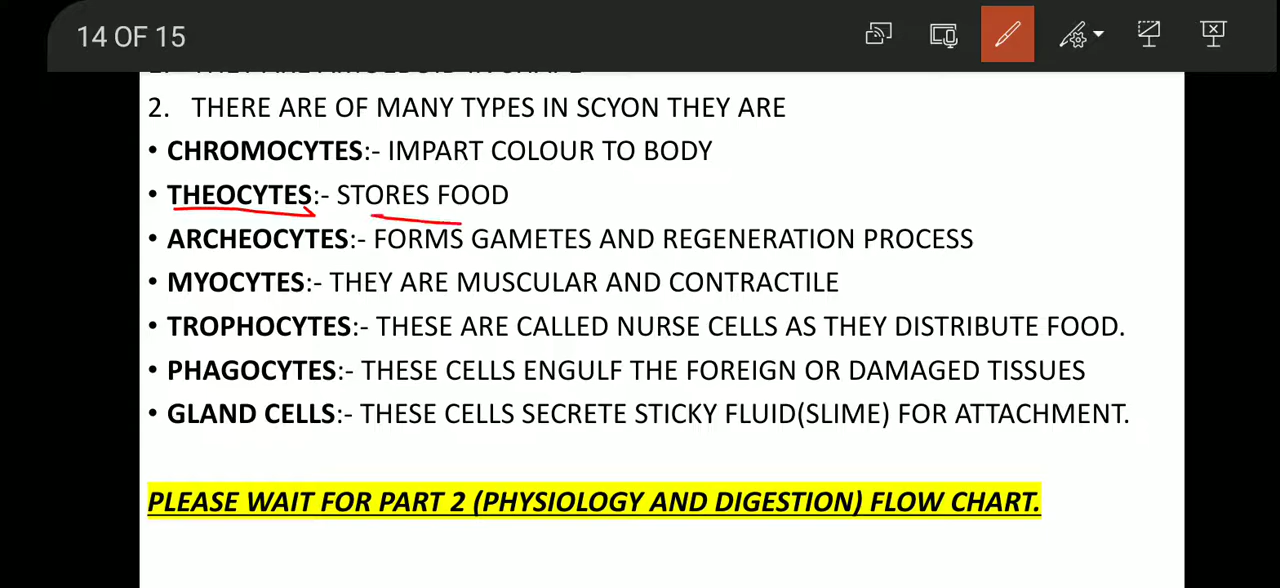 14 OF 15
2. THERE ARE OF MANY TYPES IN SCYON THEY ARE
• CHROMOCYTES:- IMPART COLOUR TO BODY
• THEOCYTES:- STORES FOOD
• ARCHEOCYTES:- FORMS GAMETES AND REGENERATION PROCESS
• MYOCYTES:- THEY ARE MUSCULAR AND CONTRACTILE
• TROPHOCYTES:- THESE ARE CALLED NURSE CELLS AS THEY DISTRIBUTE FOOD.
• PHAGOCYTES:- THESE CELLS ENGULF THE FOREIGN OR DAMAGED TISSUES
• GLAND CELLS:- THESE CELLS SECRETE STICKY FLUID(SLIME) FOR ATTACHMENT.
PLEASE WAIT FOR PART 2 (PHYSIOLOGY AND DIGESTION) FLOW CHART.